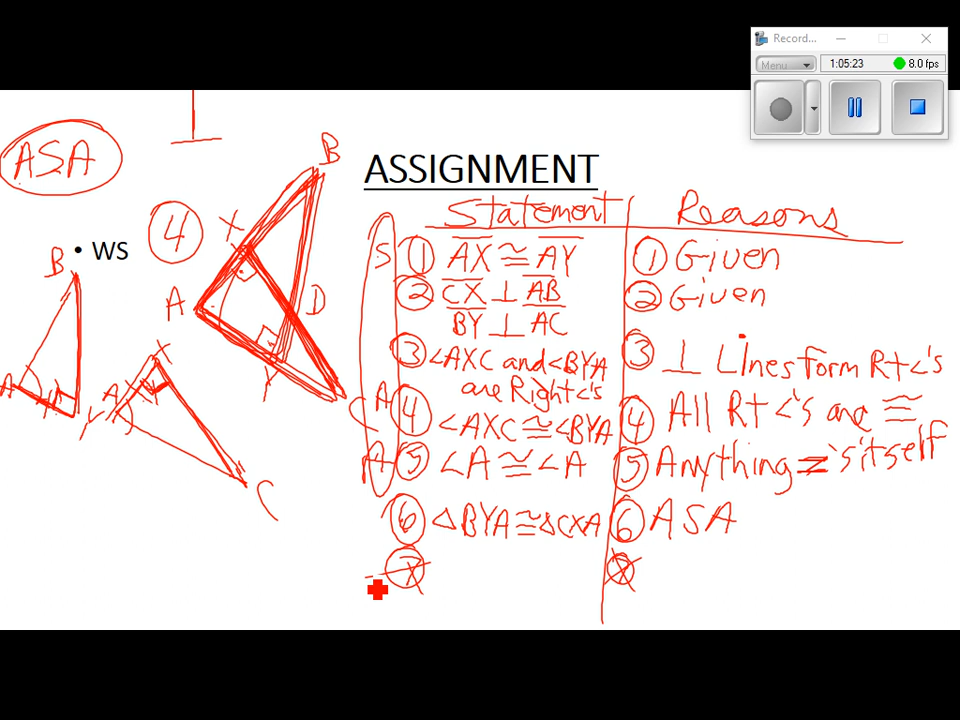 Record...
Menu
1:05:23
8.0 fps
ASA
ASSIGNMENT
• WS
4
B
X
A
D
Y
C
B
A
Y
X
A
C
Statement
Reasons
S ① AX ≅ AY
① Given
② CX ⊥ AB
BY ⊥ AC
② Given
③ ∠AXC and ∠BYA
are Right ∠'s
③ ⊥ Lines form Rt ∠'s
A ④ ∠AXC ≅ ∠BYA
④ All Rt ∠'s are ≅
A ⑤ ∠A ≅ ∠A
⑤ Anything = 's itself
⑥ △BYA ≅ △CXA
⑥ ASA